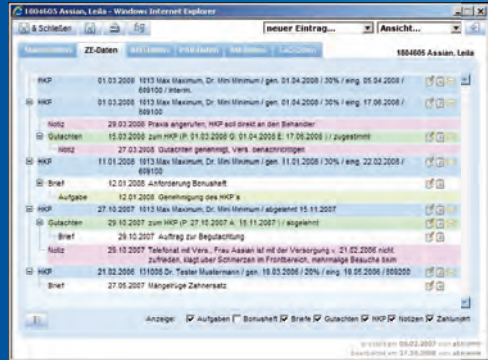 1804605 Assian, Leila - Windows Internet Explorer
& Schließen
neuer Eintrag...
Ansicht...
ZE-Daten
1804605 Assian, Leila
HKP 01.03.2008 1013 Max Maximum, Dr. Mini Minimum / gen. 01.04.2008 / 30% / eing. 05.04.2008 /
609100 / Interim.
HKP 01.03.2008 1013 Max Maximum, Dr. Mini Minimum / gen. 01.04.2008 / 30% / eing. 17.06.2008 /
609100
Notiz 29.03.2008 Praxis angerufen, HKP soll direkt an den Behandler
Gutachten 15.03.2008 zum HKP (P: 01.03.2008 G: 01.04.2008 E: 17.06.2008 ) / zugestimmt
Notiz 27.03.2008 Gutachten genehmigt, Vers. benachrichtigen
HKP 11.01.2008 1013 Max Maximum, Dr. Mini Minimum / gen. 11.01.2008 / 30% / eing. 22.02.2008 /
609100
Brief 12.01.2008 Anforderung Bonusheft
Aufgabe 12.01.2008 Genehmigung des HKP's
HKP 27.10.2007 1013 Max Maximum, Dr. Mini Minimum / abgelehnt 15.11.2007
Gutachten 29.10.2007 zum HKP (P: 27.10.2007 A: 15.11.2007 ) / abgelehnt
Brief 29.10.2007 Auftrag zur Begutachtung
Notiz 29.10.2007 Telefonat mit Vers., Frau Assian ist mit der Versorgung v. 21.02.2006 nicht
zufrieden, klagt über Schmerzen im Frontbereich, mehrmalige Besuche beim
HKP 21.02.2006 131008 Dr. Tester Mustermann / gen. 10.03.2006 / 20% / eing. 18.05.2006 / 609200
Brief 27.05.2007 Mängelrüge Zahnersatz
Anzeige: Aufgaben Bonusheft Briefe Gutachten HKP Notizen Zahlungen